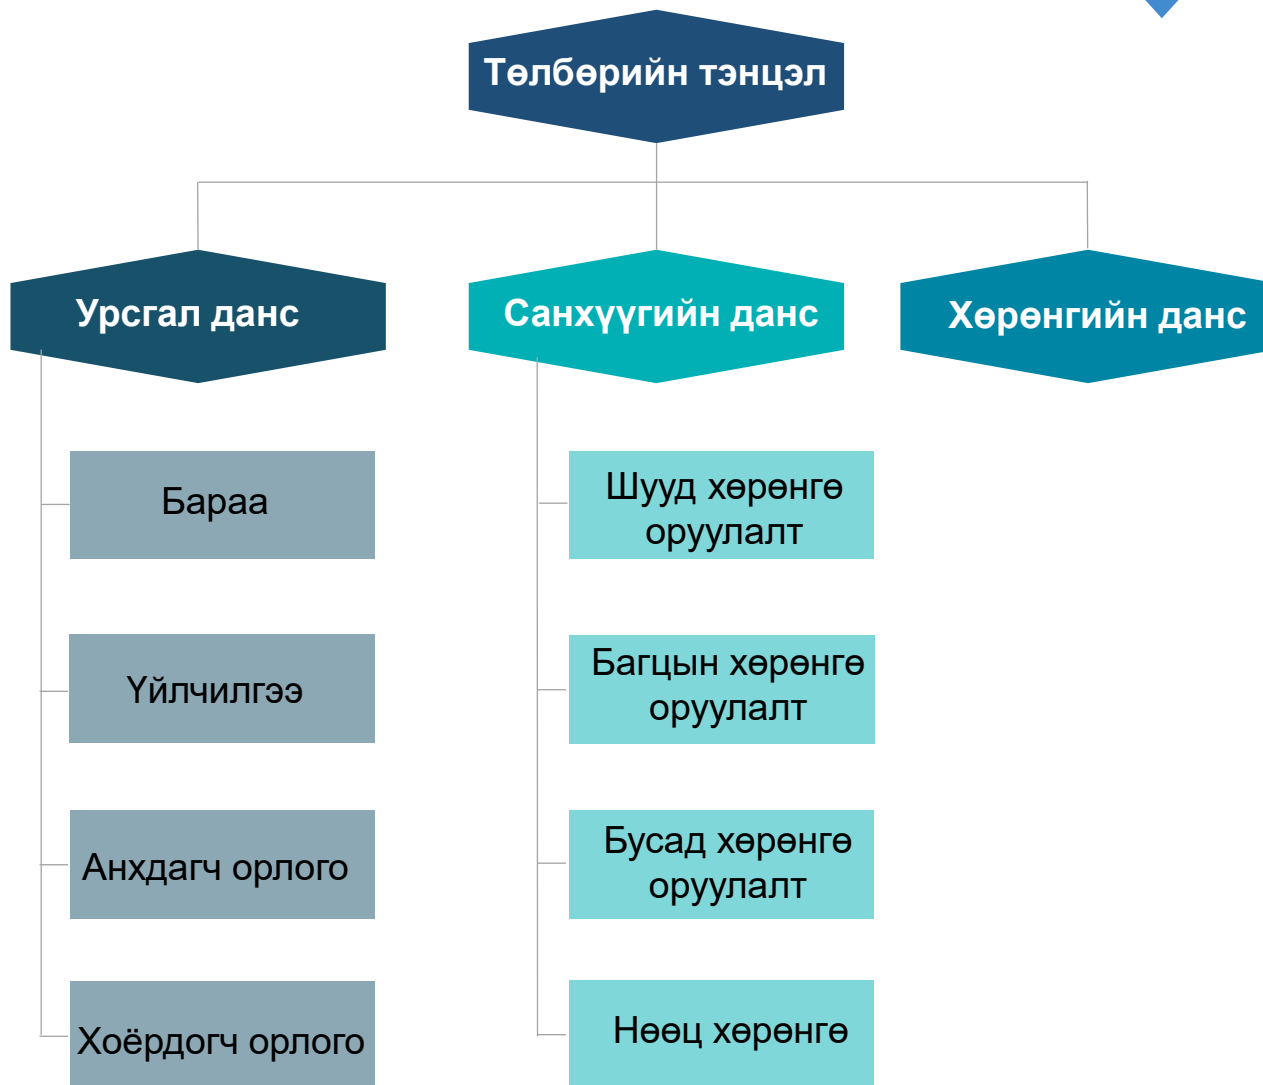 Төлбөрийн тэнцэл
Урсгал данс
Санхүүгийн данс
Хөрөнгийн данс
Бараа
Үйлчилгээ
Анхдагч орлого
Хоёрдогч орлого
Шууд хөрөнгө
оруулалт
Багцын хөрөнгө
оруулалт
Бусад хөрөнгө
оруулалт
Нөөц хөрөнгө